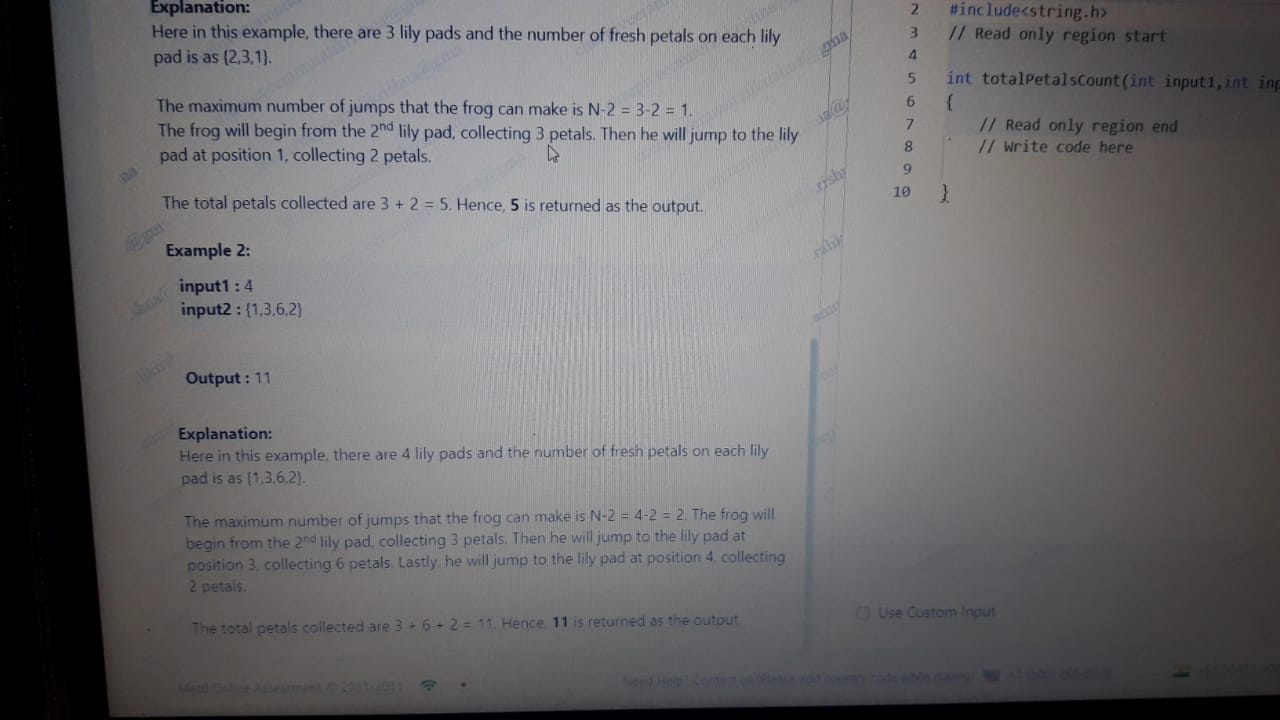 Explanation:
Here in this example, there are 3 lily pads and the number of fresh petals on each lily
pad is as {2,3,1}.
The maximum number of jumps that the frog can make is N-2 = 3-2 = 1.
The frog will begin from the 2nd lily pad, collecting 3 petals. Then he will jump to the lily
pad at position 1, collecting 2 petals.
The total petals collected are 3 + 2 = 5. Hence, 5 is returned as the output.
Example 2:
input1 : 4
input2 : {1,3,6,2}
Output : 11
Explanation:
Here in this example, there are 4 lily pads and the number of fresh petals on each lily
pad is as {1,3,6,2}.
The maximum number of jumps that the frog can make is N-2 = 4-2 = 2. The frog will
begin from the 2nd lily pad, collecting 3 petals. Then he will jump to the lily pad at
position 3, collecting 6 petals. Lastly, he will jump to the lily pad at position 4, collecting
2 petals.
The total petals collected are 3 + 6 + 2 = 11. Hence, 11 is returned as the output.
2 #include<string.h>
3 // Read only region start
4
5 int totalPetalsCount(int input1,int inp
6 {
7 // Read only region end
8 // Write code here
9
10 }
Use Custom Input
Mettl Online Assessment © 2021-2031
Need Help? Contact us (Please add country code while dialing)